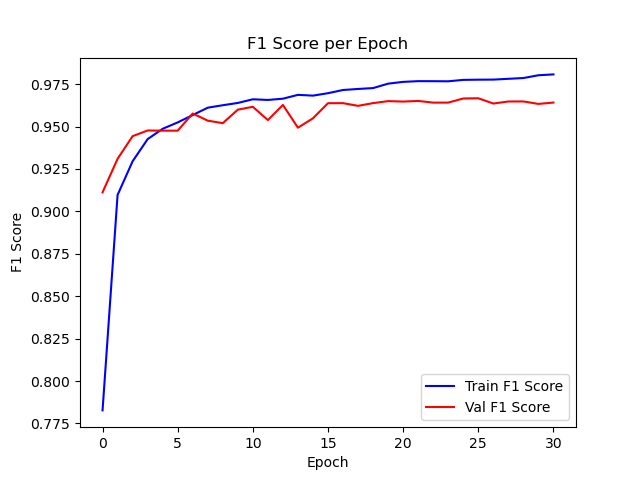 F1 Score per Epoch
F1 Score
0.975
0.950
0.925
0.900
0.875
0.850
0.825
0.800
0.775
0 5 10 15 20 25 30
Epoch
Train F1 Score
Val F1 Score